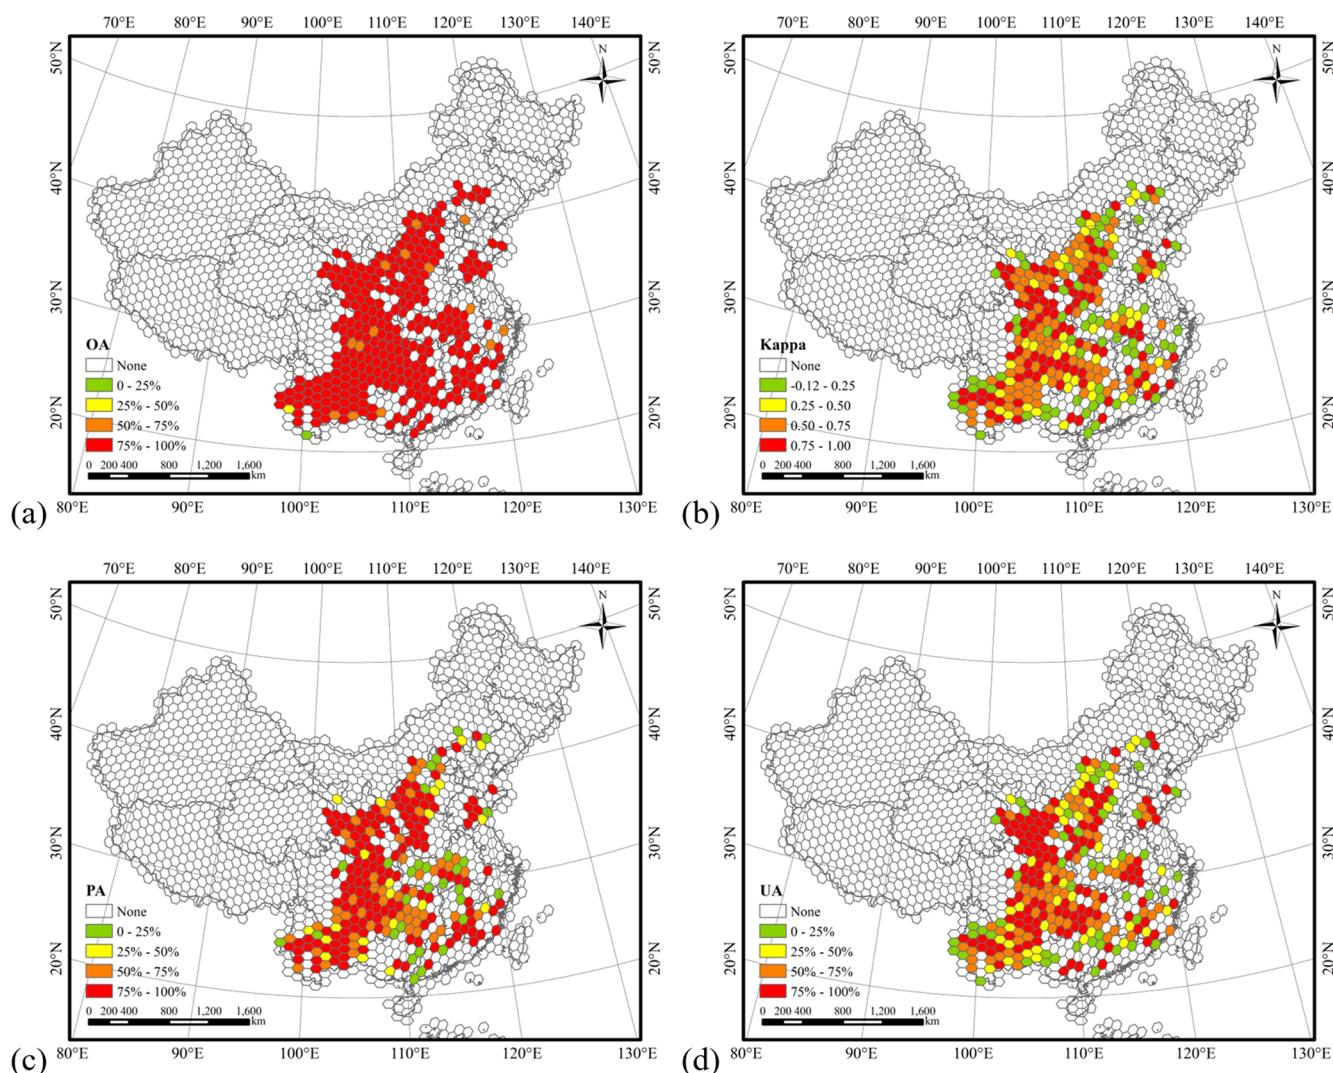 70°E 80°E 90°E 100°E 110°E 120°E 130°E 140°E
50°N
40°N
30°N
20°N
50°N
40°N
30°N
20°N
N
OA
None
0 - 25%
25% - 50%
50% - 75%
75% - 100%
0 200 400 800 1,200 1,600
km
80°E 90°E 100°E 110°E 120°E 130°E
(a)
70°E 80°E 90°E 100°E 110°E 120°E 130°E 140°E
50°N
40°N
30°N
20°N
50°N
40°N
30°N
20°N
N
Kappa
None
-0.12 - 0.25
0.25 - 0.50
0.50 - 0.75
0.75 - 1.00
0 200 400 800 1,200 1,600
km
80°E 90°E 100°E 110°E 120°E 130°E
(b)
70°E 80°E 90°E 100°E 110°E 120°E 130°E 140°E
50°N
40°N
30°N
20°N
50°N
40°N
30°N
20°N
N
PA
None
0 - 25%
25% - 50%
50% - 75%
75% - 100%
0 200 400 800 1,200 1,600
km
80°E 90°E 100°E 110°E 120°E 130°E
(c)
70°E 80°E 90°E 100°E 110°E 120°E 130°E 140°E
50°N
40°N
30°N
20°N
50°N
40°N
30°N
20°N
N
UA
None
0 - 25%
25% - 50%
50% - 75%
75% - 100%
0 200 400 800 1,200 1,600
km
80°E 90°E 100°E 110°E 120°E 130°E
(d)